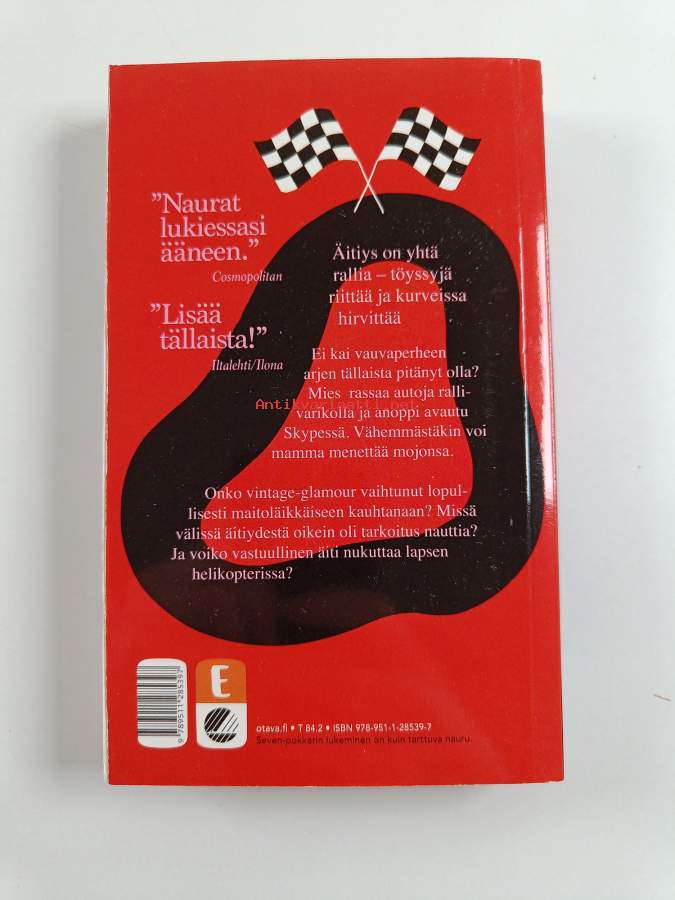 ”Naurat
lukiessasi
ääneen.”
Cosmopolitan
”Lisää
tällaista!”
Iltalehti/Ilona
Äitiys on yhtä
rallia – töyssyjä
riittää ja kurveissa
hirvittää
Ei kai vauvaperheen
arjen tällaista pitänyt olla?
Mies rassaa autoja ralli-
varikolla ja anoppi avautu
Skypessä. Vähemmästäkin voi
mamma menettää mojonsa.
Onko vintage-glamour vaihtunut lopul-
lisesti maitoläikkäiseen kauhtanaan? Missä
välissä äitiydestä oikein oli tarkoitus nauttia?
Ja voiko vastuullinen äiti nukuttaa lapsen
helikopterissa?
Antikvariaatti.net
9 789511 285397
E
otava.fi • T 84.2 • ISBN 978-951-1-28539-7
Seven-pokkarin lukeminen on kuin tarttuva nauru.